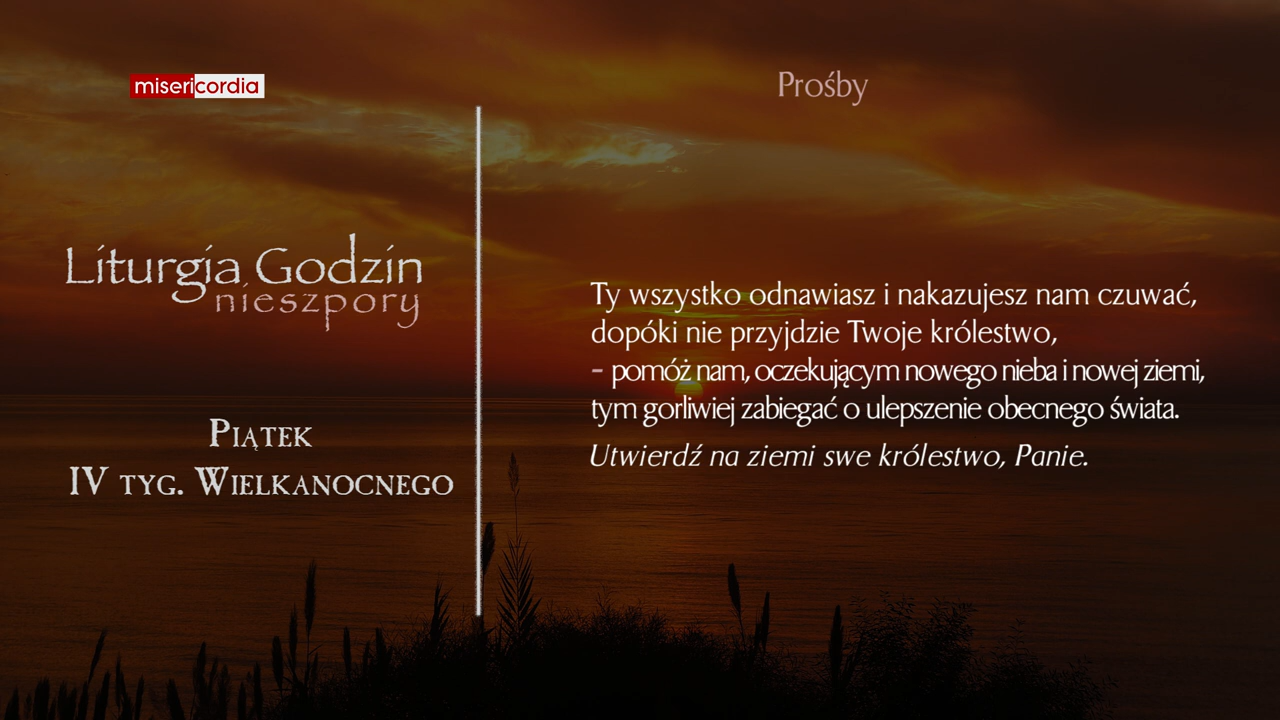 misericordia
Prośby
Liturgia Godzin
nieszpory
Piątek
IV tyg. Wielkanocnego
Ty wszystko odnawiasz i nakazujesz nam czuwać,
dopóki nie przyjdzie Twoje królestwo,
- pomóż nam, oczekującym nowego nieba i nowej ziemi,
tym gorliwiej zabiegać o ulepszenie obecnego świata.
Utwierdź na ziemi swe królestwo, Panie.